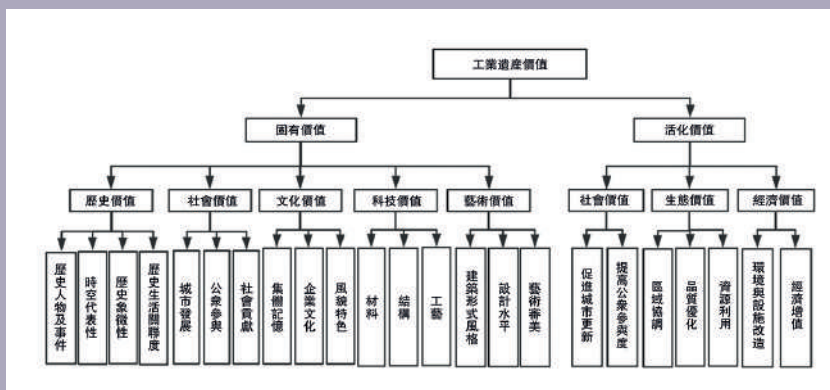 工業遺產價值
固有價值
活化價值
歷史價值
社會價值
文化價值
科技價值
藝術價值
社會價值
生態價值
經濟價值
歷史人物及事件
時空代表性
歷史象徵性
歷史生活關聯度
城市發展
公衆參與
社會貢獻
集體記憶
企業文化
風貌特色
材料
結構
工藝
建築形式風格
設計水平
藝術審美
促進城市更新
提高公衆參與度
區域協調
品質優化
資源利用
環境與設施改造
經濟增值